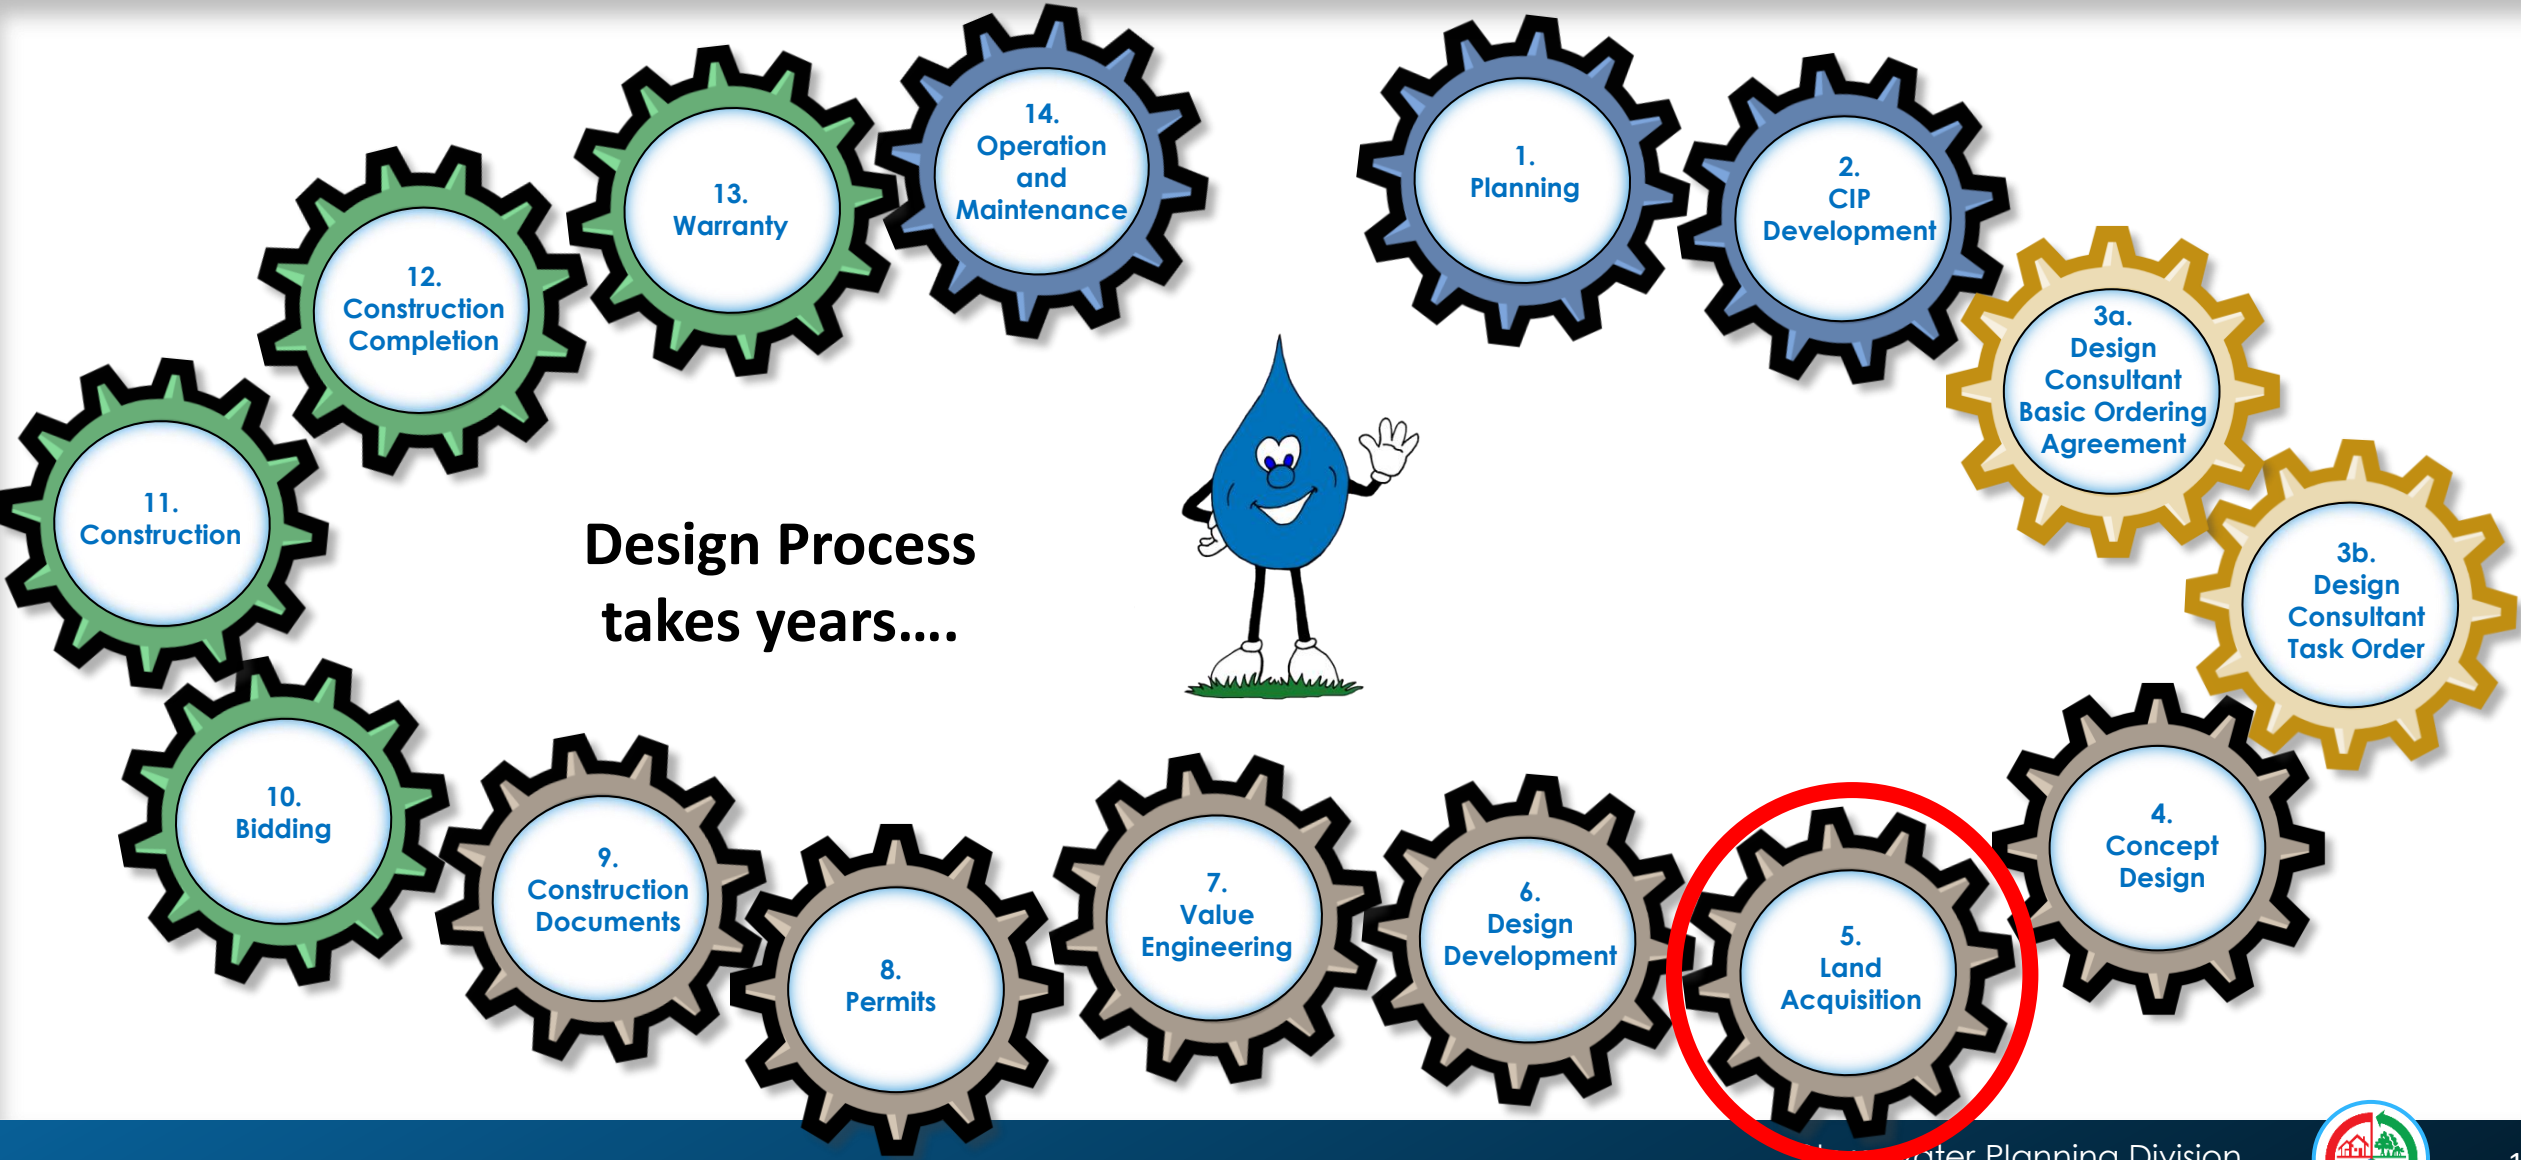 1.
Planning
2.
CIP
Development
3a.
Design
Consultant
Basic Ordering
Agreement
3b.
Design
Consultant
Task Order
4.
Concept
Design
5.
Land
Acquisition
6.
Design
Development
7.
Value
Engineering
8.
Permits
9.
Construction
Documents
10.
Bidding
11.
Construction
12.
Construction
Completion
13.
Warranty
14.
Operation
and
Maintenance
Design Process
takes years....
Planning Division